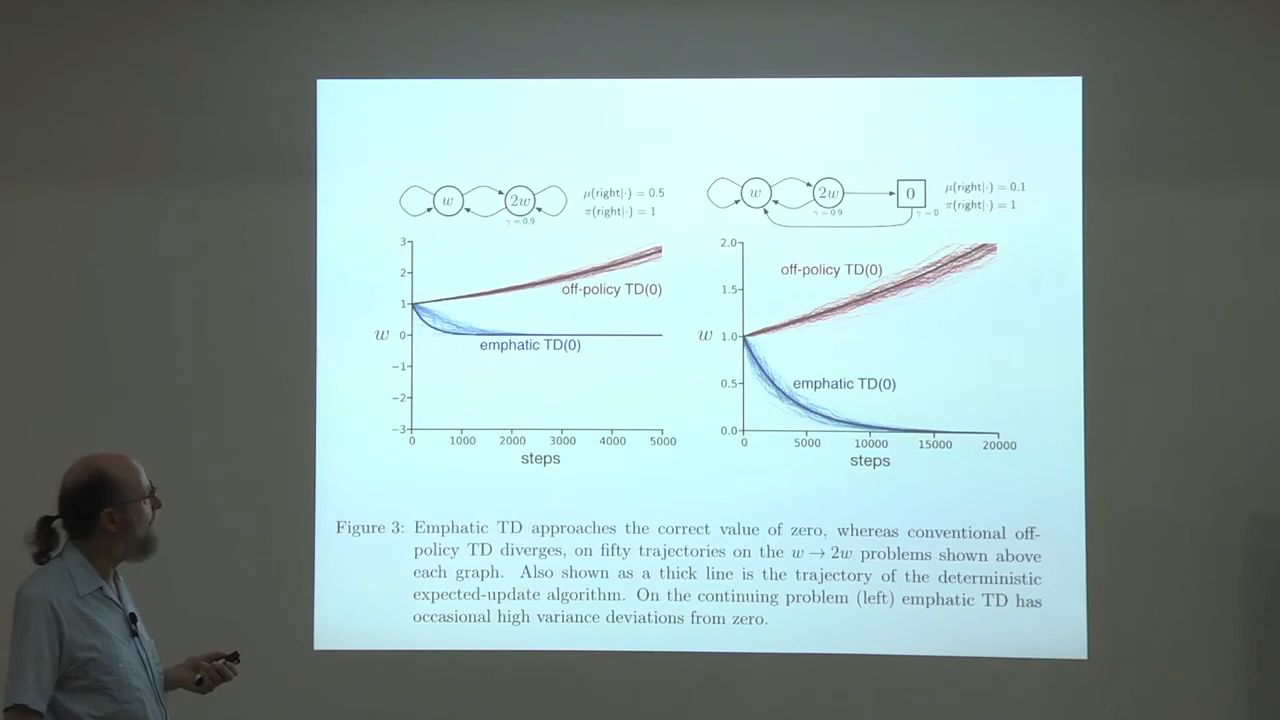 w
2w
γ = 0.9
μ(right|·) = 0.5
π(right|·) = 1
w
2w
γ = 0.9
0
γ = 0
μ(right|·) = 0.1
π(right|·) = 1
3
2
1
0
−1
−2
−3
w
off-policy TD(0)
emphatic TD(0)
0 1000 2000 3000 4000 5000
steps
2.0
1.5
1.0
0.5
0.0
w
off-policy TD(0)
emphatic TD(0)
0 5000 10000 15000 20000
steps
Figure 3: Emphatic TD approaches the correct value of zero, whereas conventional off-
policy TD diverges, on fifty trajectories on the w → 2w problems shown above
each graph. Also shown as a thick line is the trajectory of the deterministic
expected-update algorithm. On the continuing problem (left) emphatic TD has
occasional high variance deviations from zero.